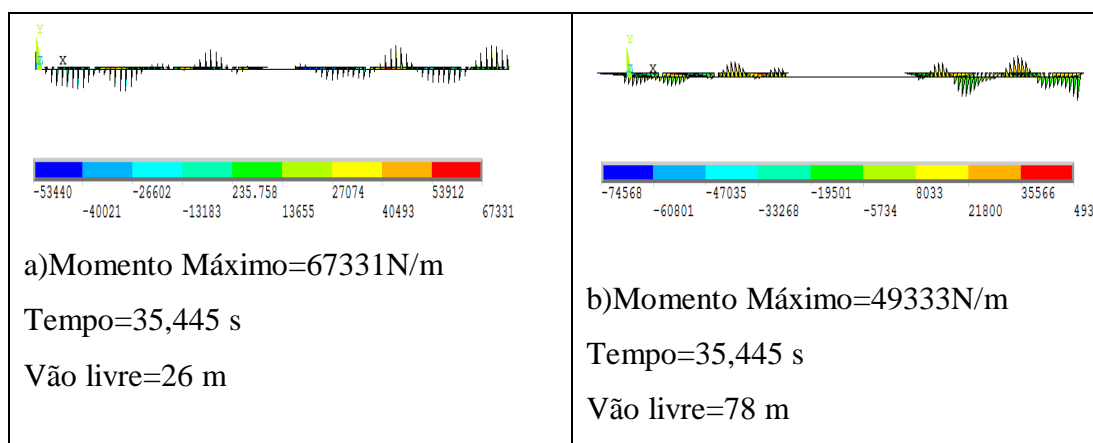 Y
Z X
-53440 -26602 235.758 27074 53912
-40021 -13183 13655 40493 67331
a)Momento Máximo=67331N/m
Tempo=35,445 s
Vão livre=26 m
Y
Z X
-74568 -47035 -19501 8033 35566
-60801 -33268 -5734 21800 493
b)Momento Máximo=49333N/m
Tempo=35,445 s
Vão livre=78 m